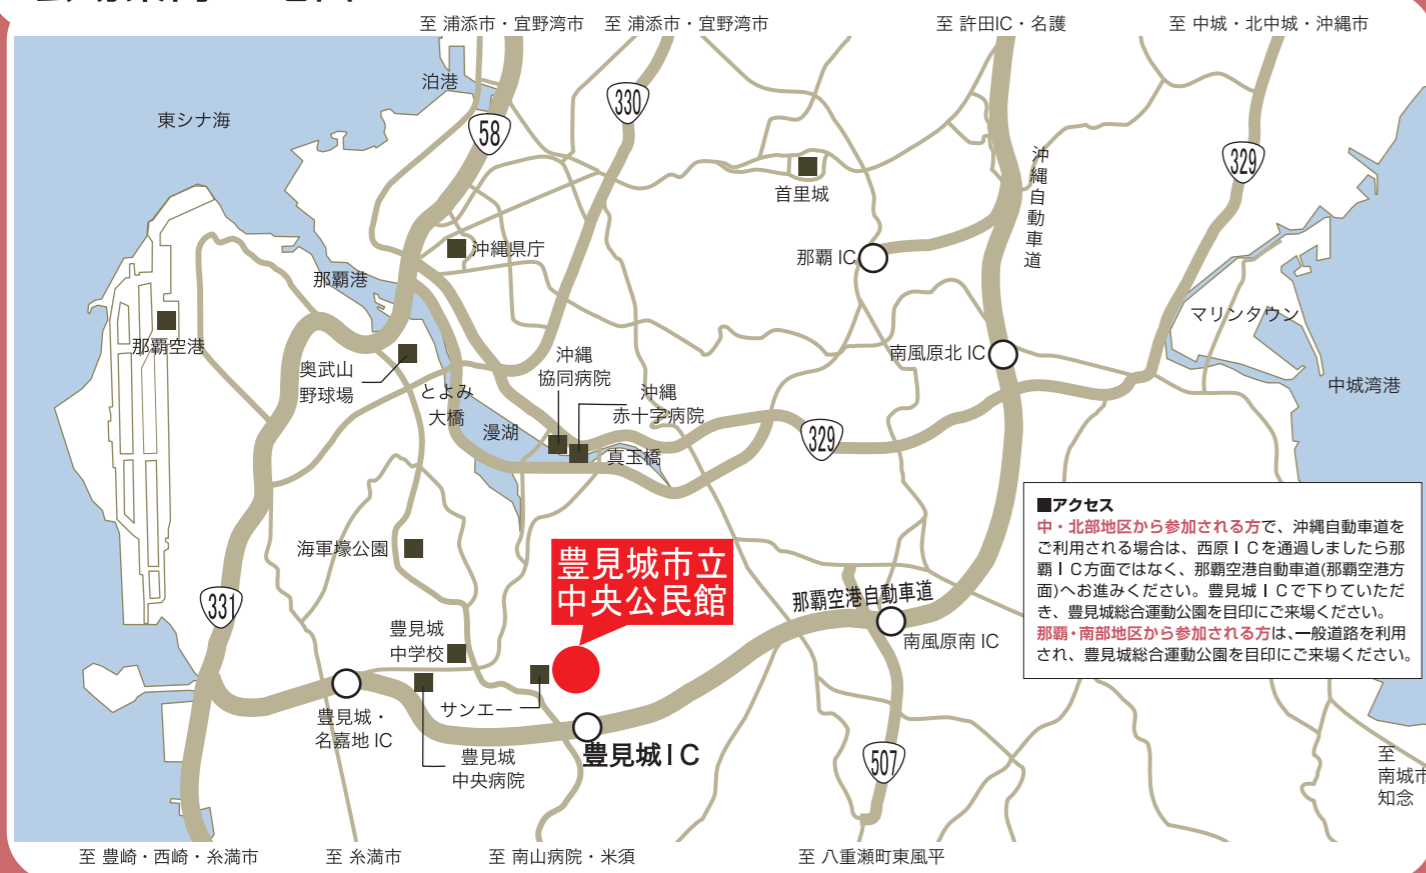 至 浦添市・宜野湾市
至 浦添市・宜野湾市
至 許田IC・名護
至 中城・北中城・沖縄市
泊港
東シナ海
58
330
329
首里城
沖縄自動車道
沖縄県庁
那覇 IC
那覇港
那覇空港
マリンタウン
奥武山
野球場
とよみ
大橋
沖縄
協同病院
沖縄
赤十字病院
南風原北 IC
中城湾港
漫湖
真玉橋
329
■アクセス
中・北部地区から参加される方で、沖縄自動車道を
ご利用される場合は、西原ＩＣを通過しましたら那
覇ＩＣ方面ではなく、那覇空港自動車道(那覇空港方
面)へお進みください。豊見城ＩＣで下りていただ
き、豊見城総合運動公園を目印にご来場ください。
那覇・南部地区から参加される方は、一般道路を利用
され、豊見城総合運動公園を目印にご来場ください。
海軍壕公園
豊見城市立
中央公民館
331
那覇空港自動車道
豊見城
中学校
南風原南 IC
サンエー
豊見城・
名嘉地 IC
豊見城
中央病院
豊見城ＩＣ
507
至
南城市
知念
至 豊崎・西崎・糸満市
至 糸満市
至 南山病院・米須
至 八重瀬町東風平